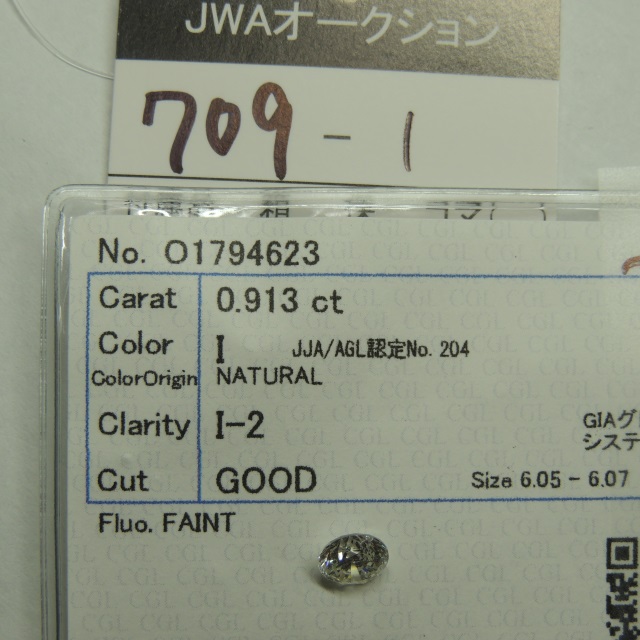 JWAオークション
709-1
No. O1794623
Carat 0.913 ct
Color I JJA/AGL認定No. 204
ColorOrigin NATURAL
Clarity I-2
GIAグ
システ
Cut GOOD Size 6.05 - 6.07
Fluo. FAINT